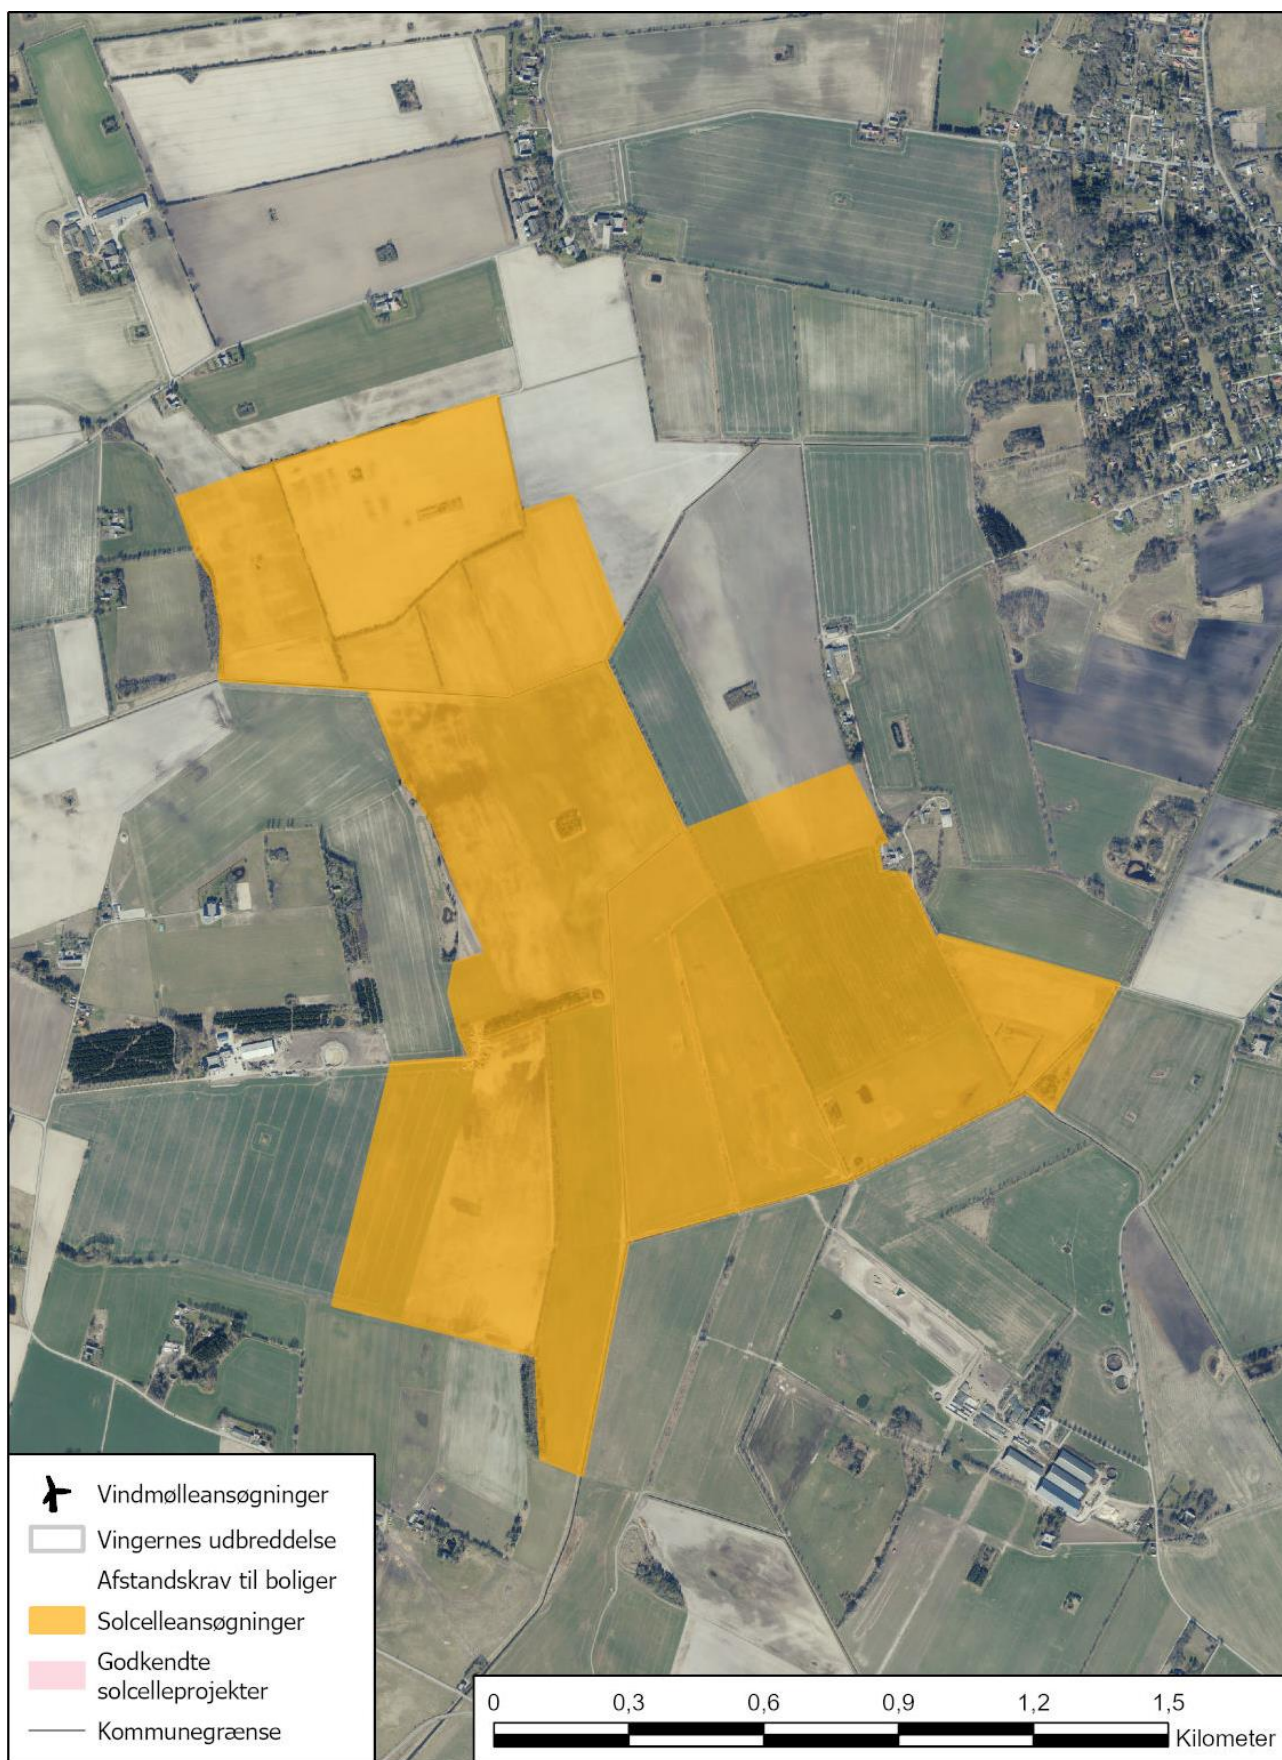 Vindmølleansøgninger
Vingernes udbreddelse
Afstandskrav til boliger
Solcelleansøgninger
Godkendte
solcelleprojekter
Kommunegrænse
0 0,3 0,6 0,9 1,2 1,5
Kilometer